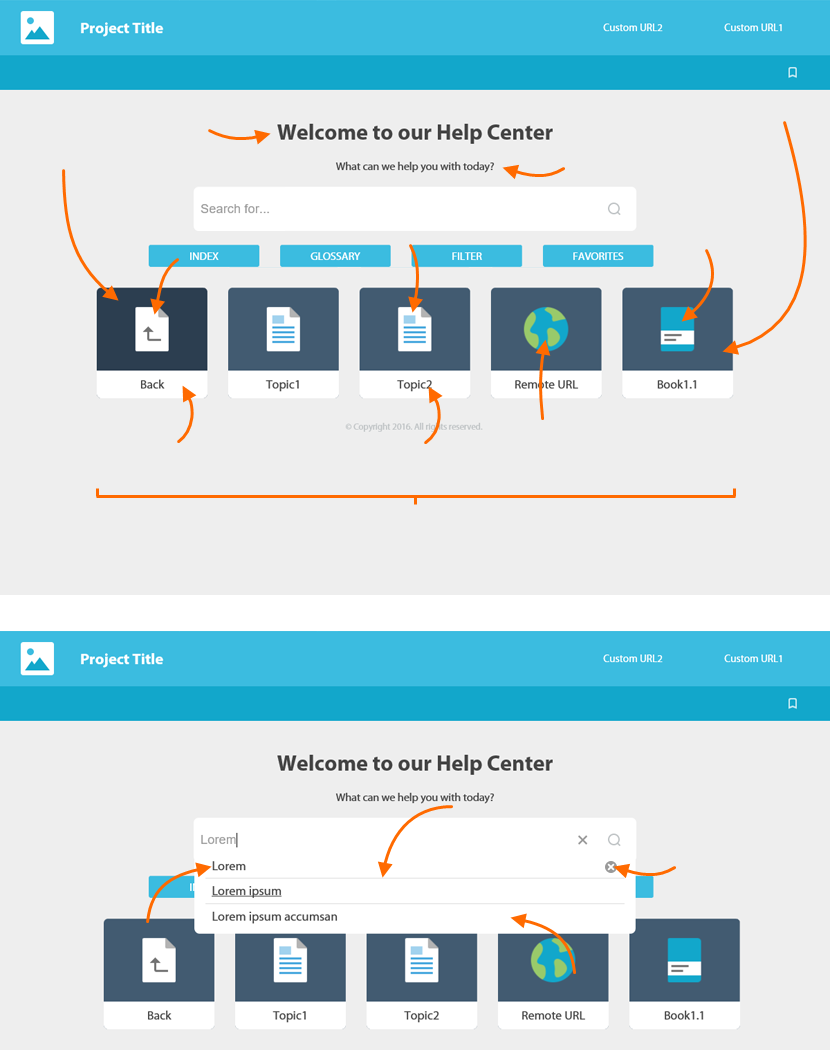 Project Title
Custom URL2
Custom URL1
Welcome to our Help Center
What can we help you with today?
Search for...
INDEX
GLOSSARY
FILTER
FAVORITES
Back
Topic1
Topic2
Remote URL
Book1.1
© Copyright 2016. All rights reserved.
Project Title
Custom URL2
Custom URL1
Welcome to our Help Center
What can we help you with today?
Lorem
Lorem
Lorem ipsum
Lorem ipsum accumsan
Back
Topic1
Topic2
Remote URL
Book1.1